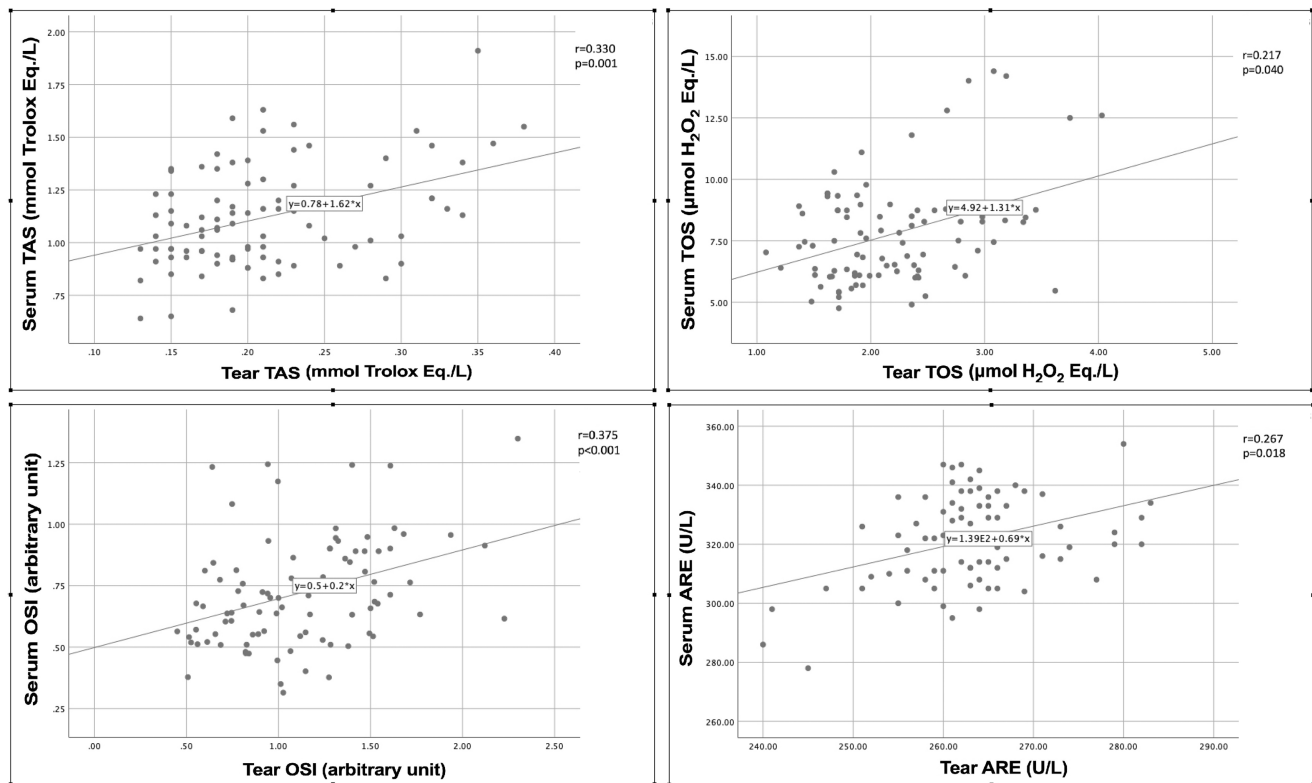 Serum TAS (mmol Trolox Eq./L)
2.00
1.75
1.50
1.25
1.00
.75
r=0.330
p=0.001
y=0.78+1.62*x
.10 .15 .20 .25 .30 .35 .40
Tear TAS (mmol Trolox Eq./L)
Serum TOS (µmol H₂O₂ Eq./L)
15.00
12.50
10.00
7.50
5.00
r=0.217
p=0.040
y=4.92+1.31*x
1.00 2.00 3.00 4.00 5.00
Tear TOS (µmol H₂O₂ Eq./L)
Serum OSI (arbitrary unit)
1.25
1.00
.75
.50
.25
r=0.375
p<0.001
y=0.5+0.2*x
.00 .50 1.00 1.50 2.00 2.50
Tear OSI (arbitrary unit)
Serum ARE (U/L)
360.00
340.00
320.00
300.00
280.00
260.00
r=0.267
p=0.018
y=1.39E2+0.69*x
240.00 250.00 260.00 270.00 280.00 290.00
Tear ARE (U/L)